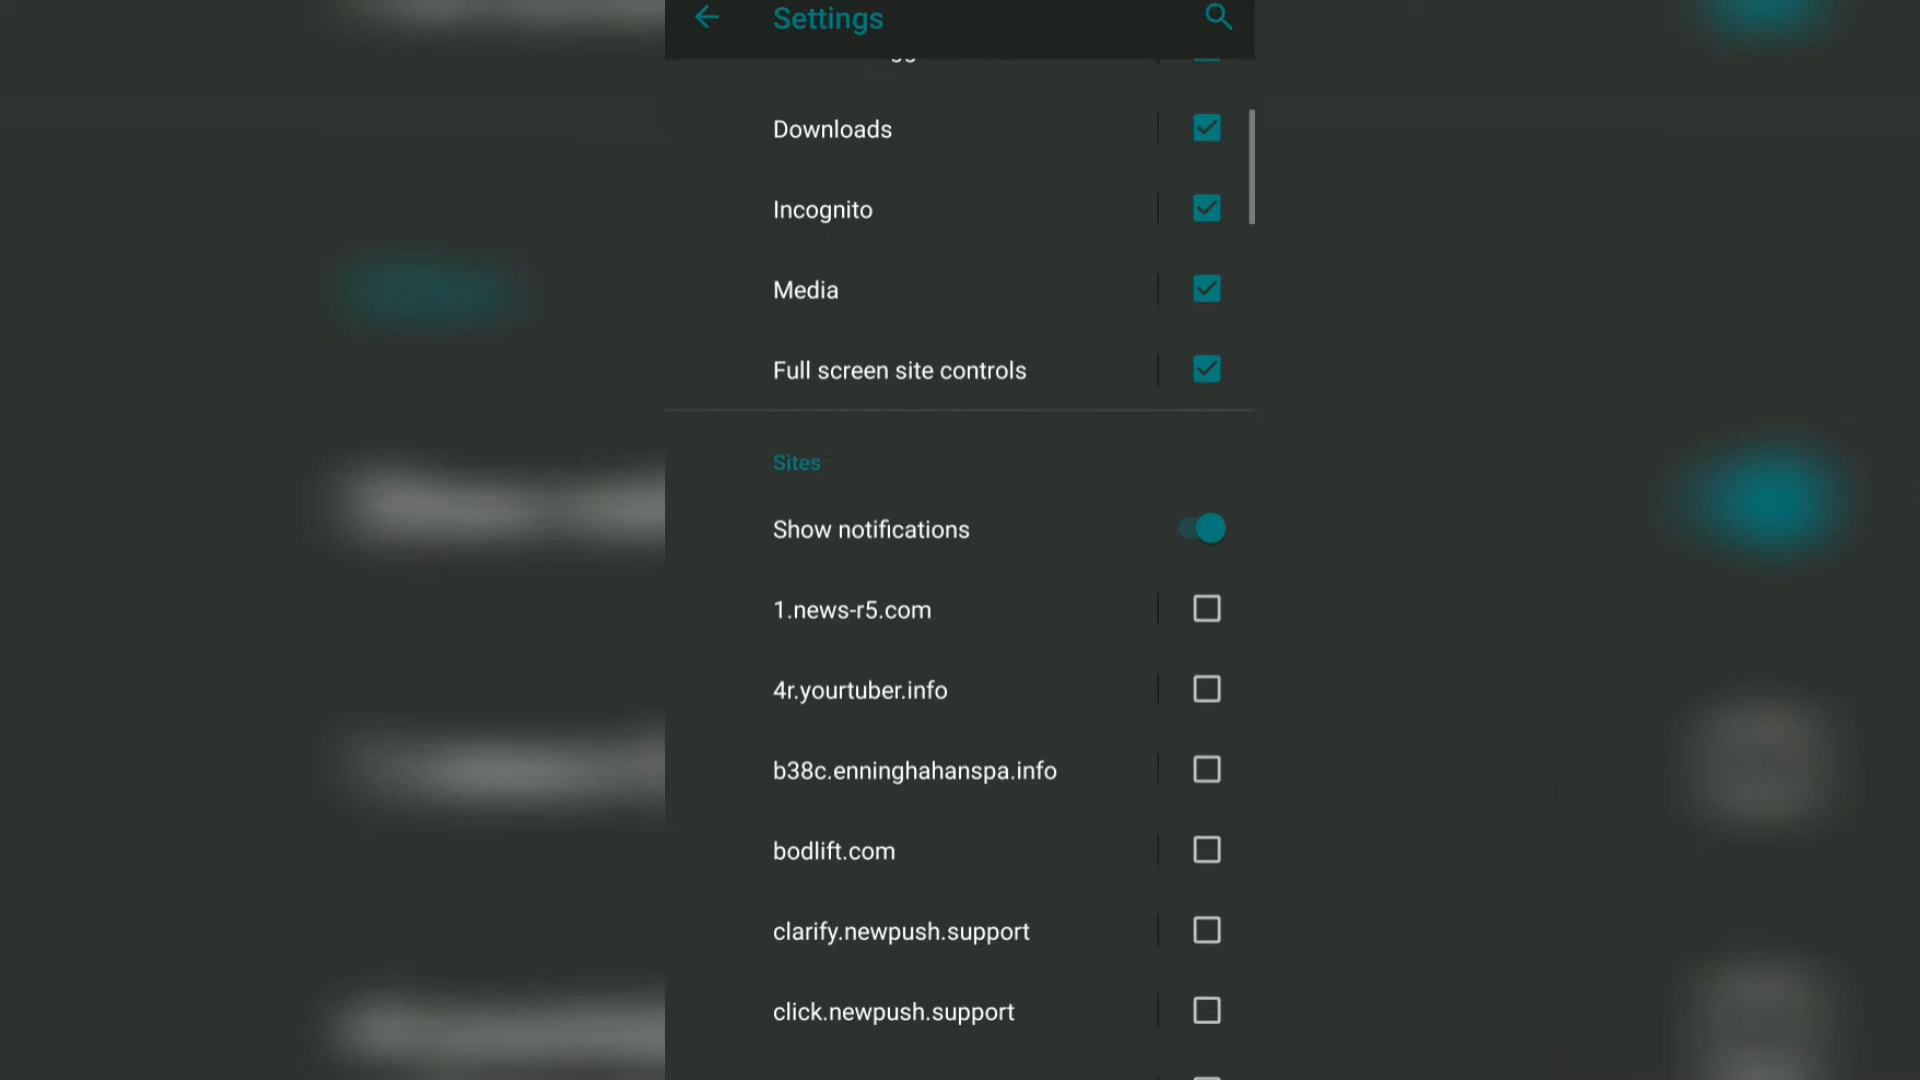 Settings
Downloads
Incognito
Media
Full screen site controls
Sites
Show notifications
1.news-r5.com
4r.yourtuber.info
b38c.enninghahanspa.info
bodlift.com
clarify.newpush.support
click.newpush.support